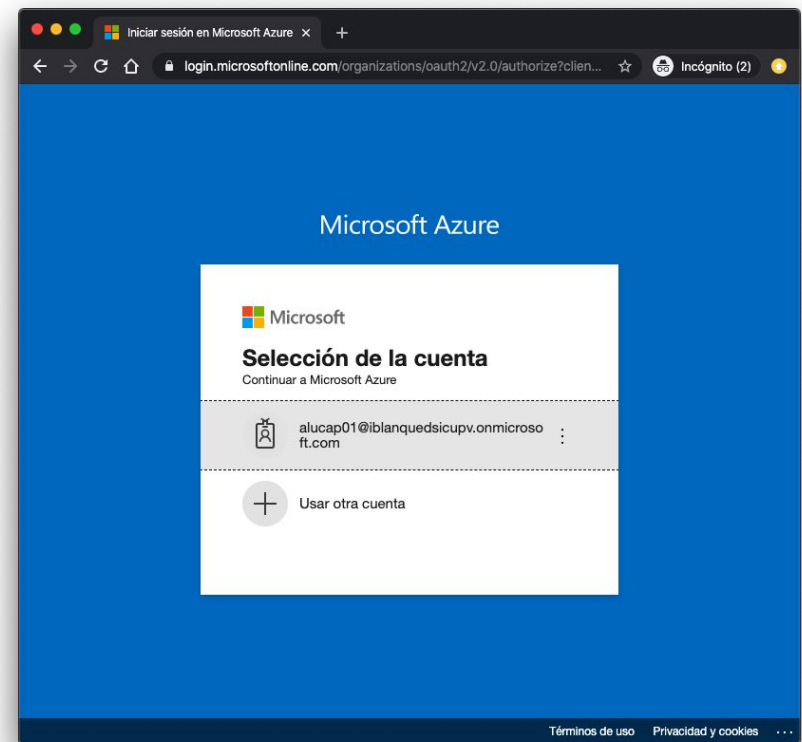 Iniciar sesión en Microsoft Azure
login.microsoftonline.com/organizations/oauth2/v2.0/authorize?clien...
Incógnito (2)
Microsoft Azure
Microsoft
Selección de la cuenta
Continuar a Microsoft Azure
alucap01@iblanquedsicupv.onmicroso
ft.com
Usar otra cuenta
Términos de uso Privacidad y cookies ...